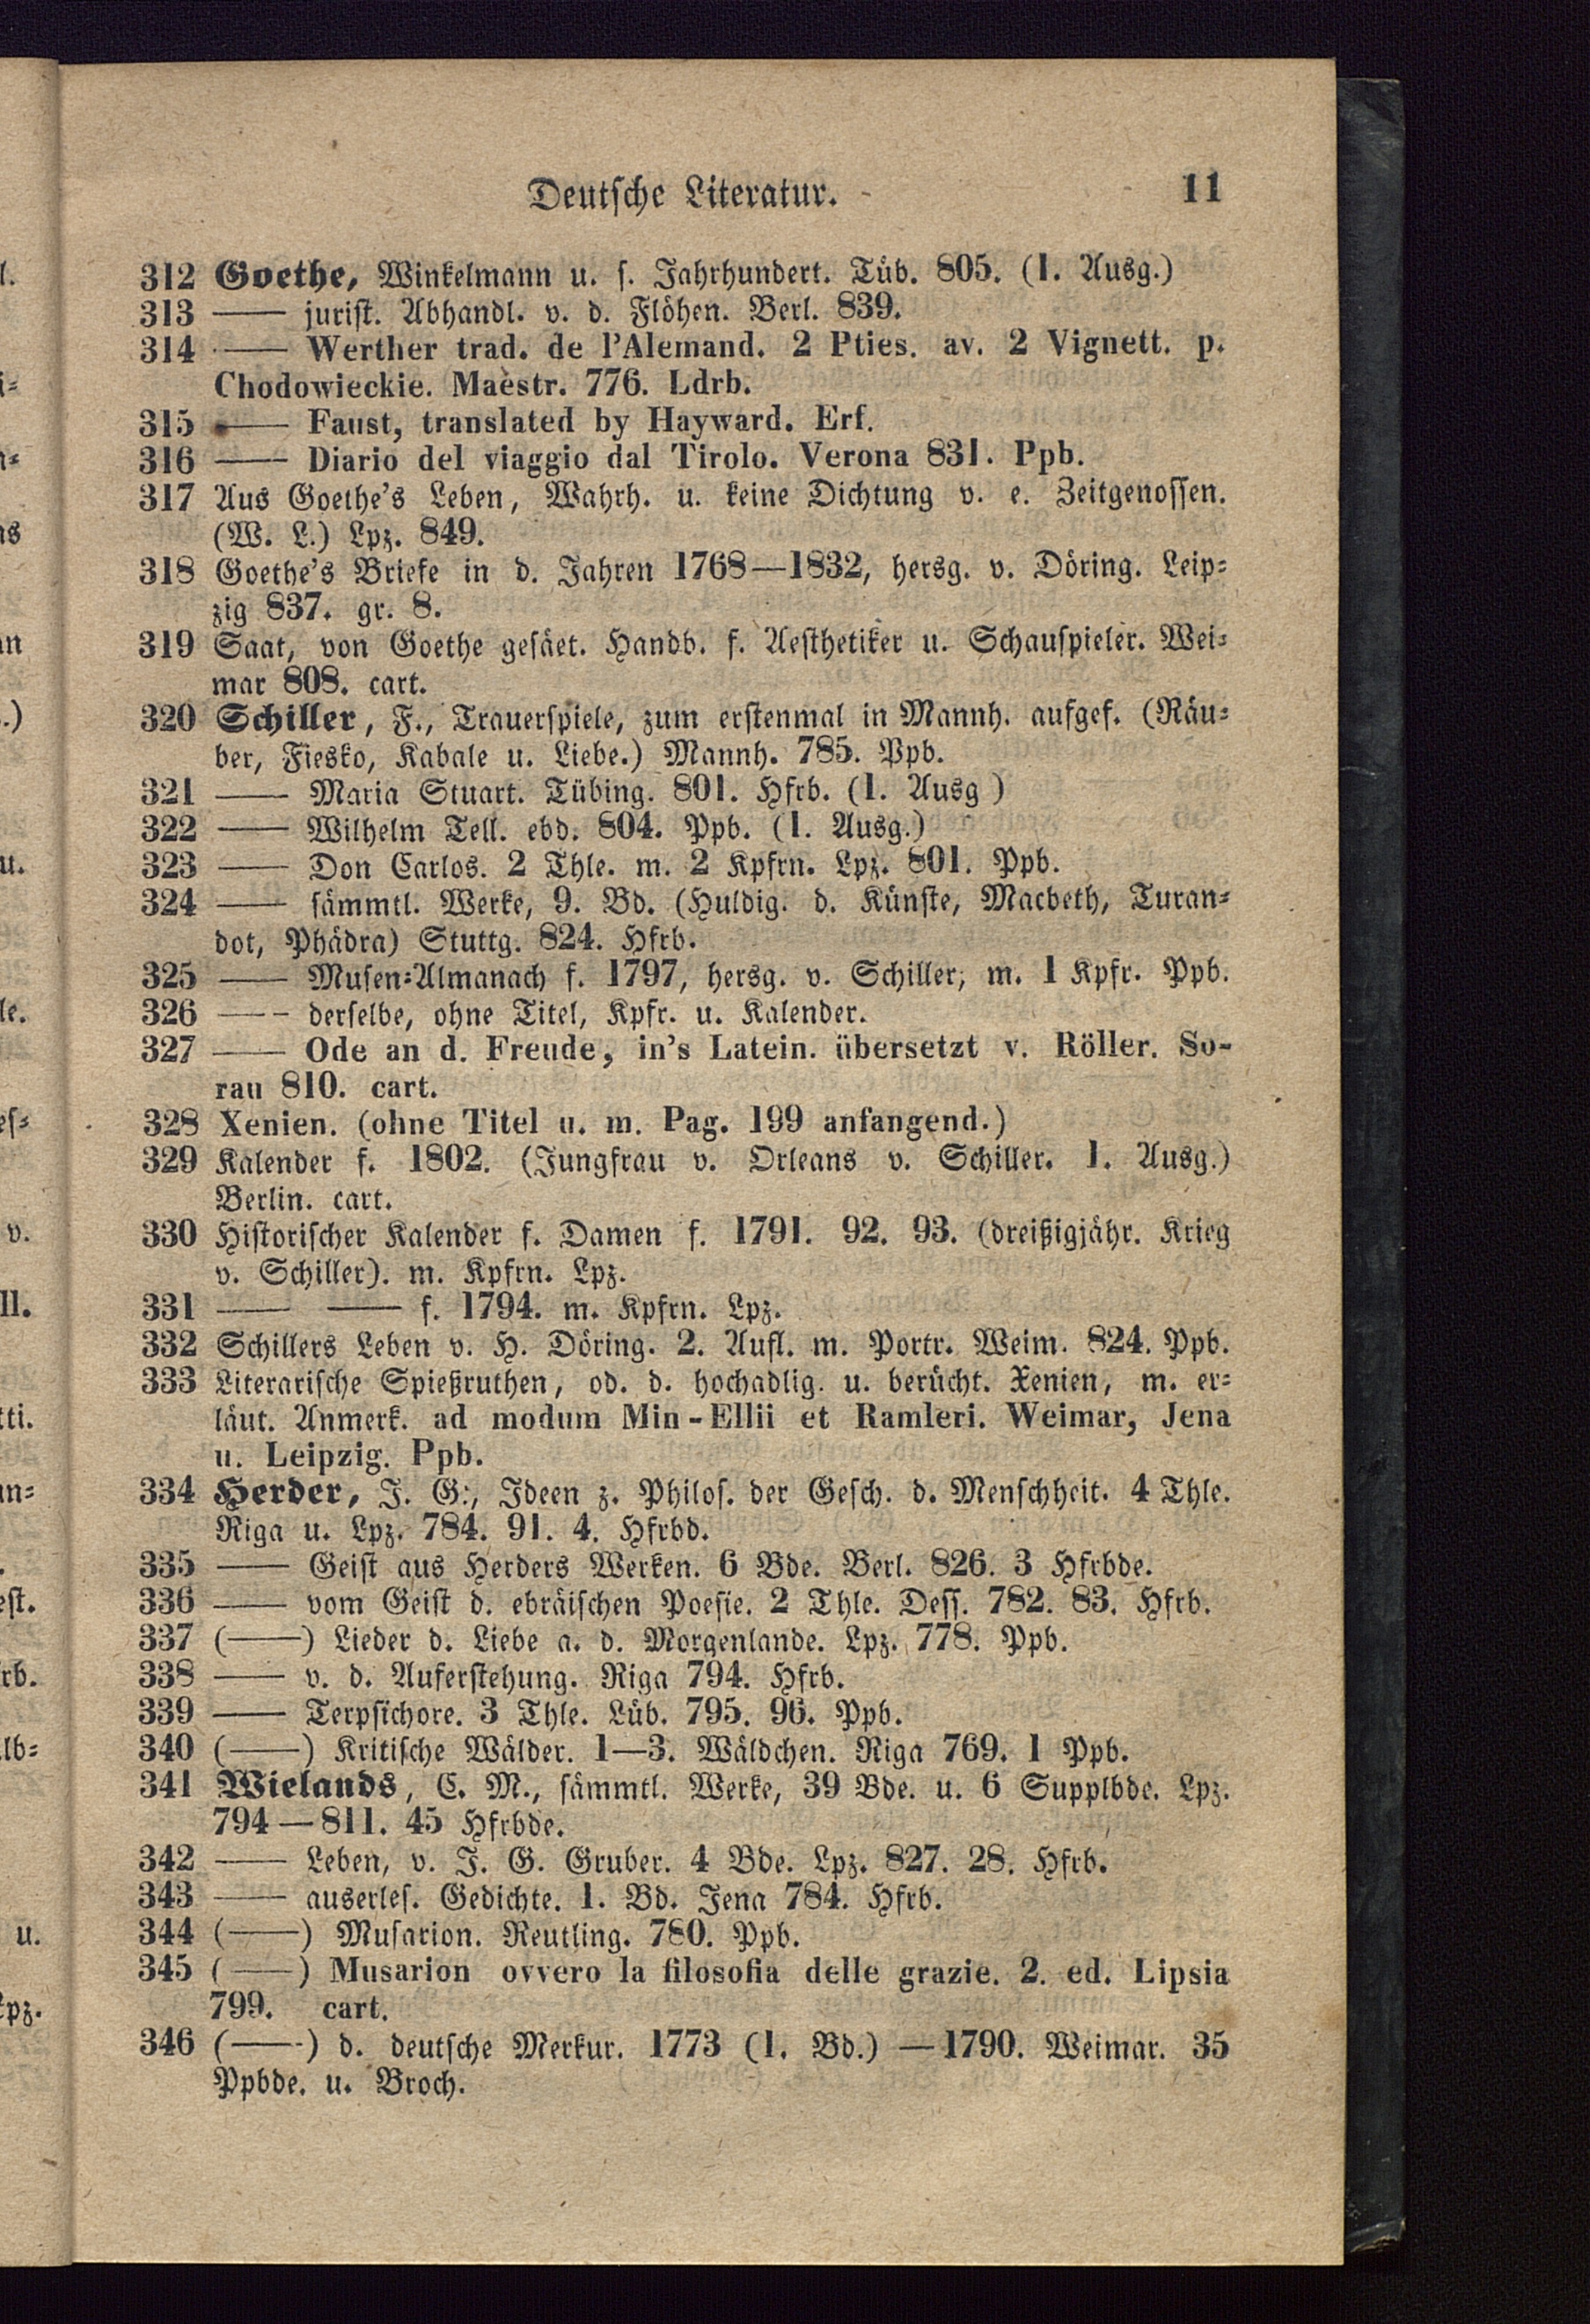 Deutsche Literatur. 11
312 Goethe, Winkelmann u. s. Jahrhundert. Tüb. 805. (1. Ausg.)
313 —— jurist. Abhandl. v. d. Flöhen. Berl. 839.
314 —— Werther trad. de l'Alemand. 2 Pties. av. 2 Vignett. p.
Chodowieckie. Maèstr. 776. Ldrb.
315 —— Faust, translated by Hayward. Erf.
316 —— Diario del viaggio dal Tirolo. Verona 831. Ppb.
317 Aus Goethe's Leben, Wahrh. u. keine Dichtung v. e. Zeitgenossen.
(W. L.) Lpz. 849.
318 Goethe's Briefe in d. Jahren 1768—1832, hersg. v. Döring. Leip-
zig 837. gr. 8.
319 Saat, von Goethe gesäet. Handb. f. Aesthetiker u. Schauspieler. Wei-
mar 808. cart.
320 Schiller, F., Trauerspiele, zum erstenmal in Mannh. aufgef. (Räu-
ber, Fiesko, Kabale u. Liebe.) Mannh. 785. Ppb.
321 —— Maria Stuart. Tübing. 801. Hfrb. (1. Ausg )
322 —— Wilhelm Tell. ebd. 804. Ppb. (1. Ausg.)
323 —— Don Carlos. 2 Thle. m. 2 Kpfrn. Lpz. 801. Ppb.
324 —— sämmtl. Werke, 9. Bd. (Huldig. d. Künste, Macbeth, Turan-
dot, Phädra) Stuttg. 824. Hfrb.
325 —— Musen-Almanach f. 1797, hersg. v. Schiller, m. 1 Kpfr. Ppb.
326 —— derselbe, ohne Titel, Kpfr. u. Kalender.
327 —— Ode an d. Freude, in's Latein. übersetzt v. Röller. So-
rau 810. cart.
328 Xenien. (ohne Titel u. m. Pag. 199 anfangend.)
329 Kalender f. 1802. (Jungfrau v. Orleans v. Schiller. 1. Ausg.)
Berlin. cart.
330 Historischer Kalender f. Damen f. 1791. 92. 93. (dreißigjähr. Krieg
v. Schiller). m. Kpfrn. Lpz.
331 —— —— f. 1794. m. Kpfrn. Lpz.
332 Schillers Leben v. H. Döring. 2. Aufl. m. Portr. Weim. 824. Ppb.
333 Literarische Spießruthen, od. d. hochadlig. u. berücht. Xenien, m. er-
läut. Anmerk. ad modum Min-Ellii et Ramleri. Weimar, Jena
u. Leipzig. Ppb.
334 Herder, J. G., Ideen z. Philos. der Gesch. d. Menschheit. 4 Thle.
Riga u. Lpz. 784. 91. 4. Hfrbd.
335 —— Geist aus Herders Werken. 6 Bde. Berl. 826. 3 Hfrbde.
336 —— vom Geist d. ebräischen Poesie. 2 Thle. Dess. 782. 83. Hfrb.
337 (——) Lieder d. Liebe a. d. Morgenlande. Lpz. 778. Ppb.
338 —— v. d. Auferstehung. Riga 794. Hfrb.
339 —— Terpsichore. 3 Thle. Lüb. 795. 96. Ppb.
340 (——) Kritische Wälder. 1—3. Wäldchen. Riga 769. 1 Ppb.
341 Wielands, C. M., sämmtl. Werke, 39 Bde. u. 6 Supplbde. Lpz.
794—811. 45 Hfrbde.
342 —— Leben, v. J. G. Gruber. 4 Bde. Lpz. 827. 28. Hfrb.
343 —— auserles. Gedichte. 1. Bd. Jena 784. Hfrb.
344 (——) Musarion. Reutling. 780. Ppb.
345 (——) Musarion ovvero la filosofia delle grazie. 2. ed. Lipsia
799. cart.
346 (——) d. deutsche Merkur. 1773 (1. Bd.) —1790. Weimar. 35
Ppbde. u. Broch.